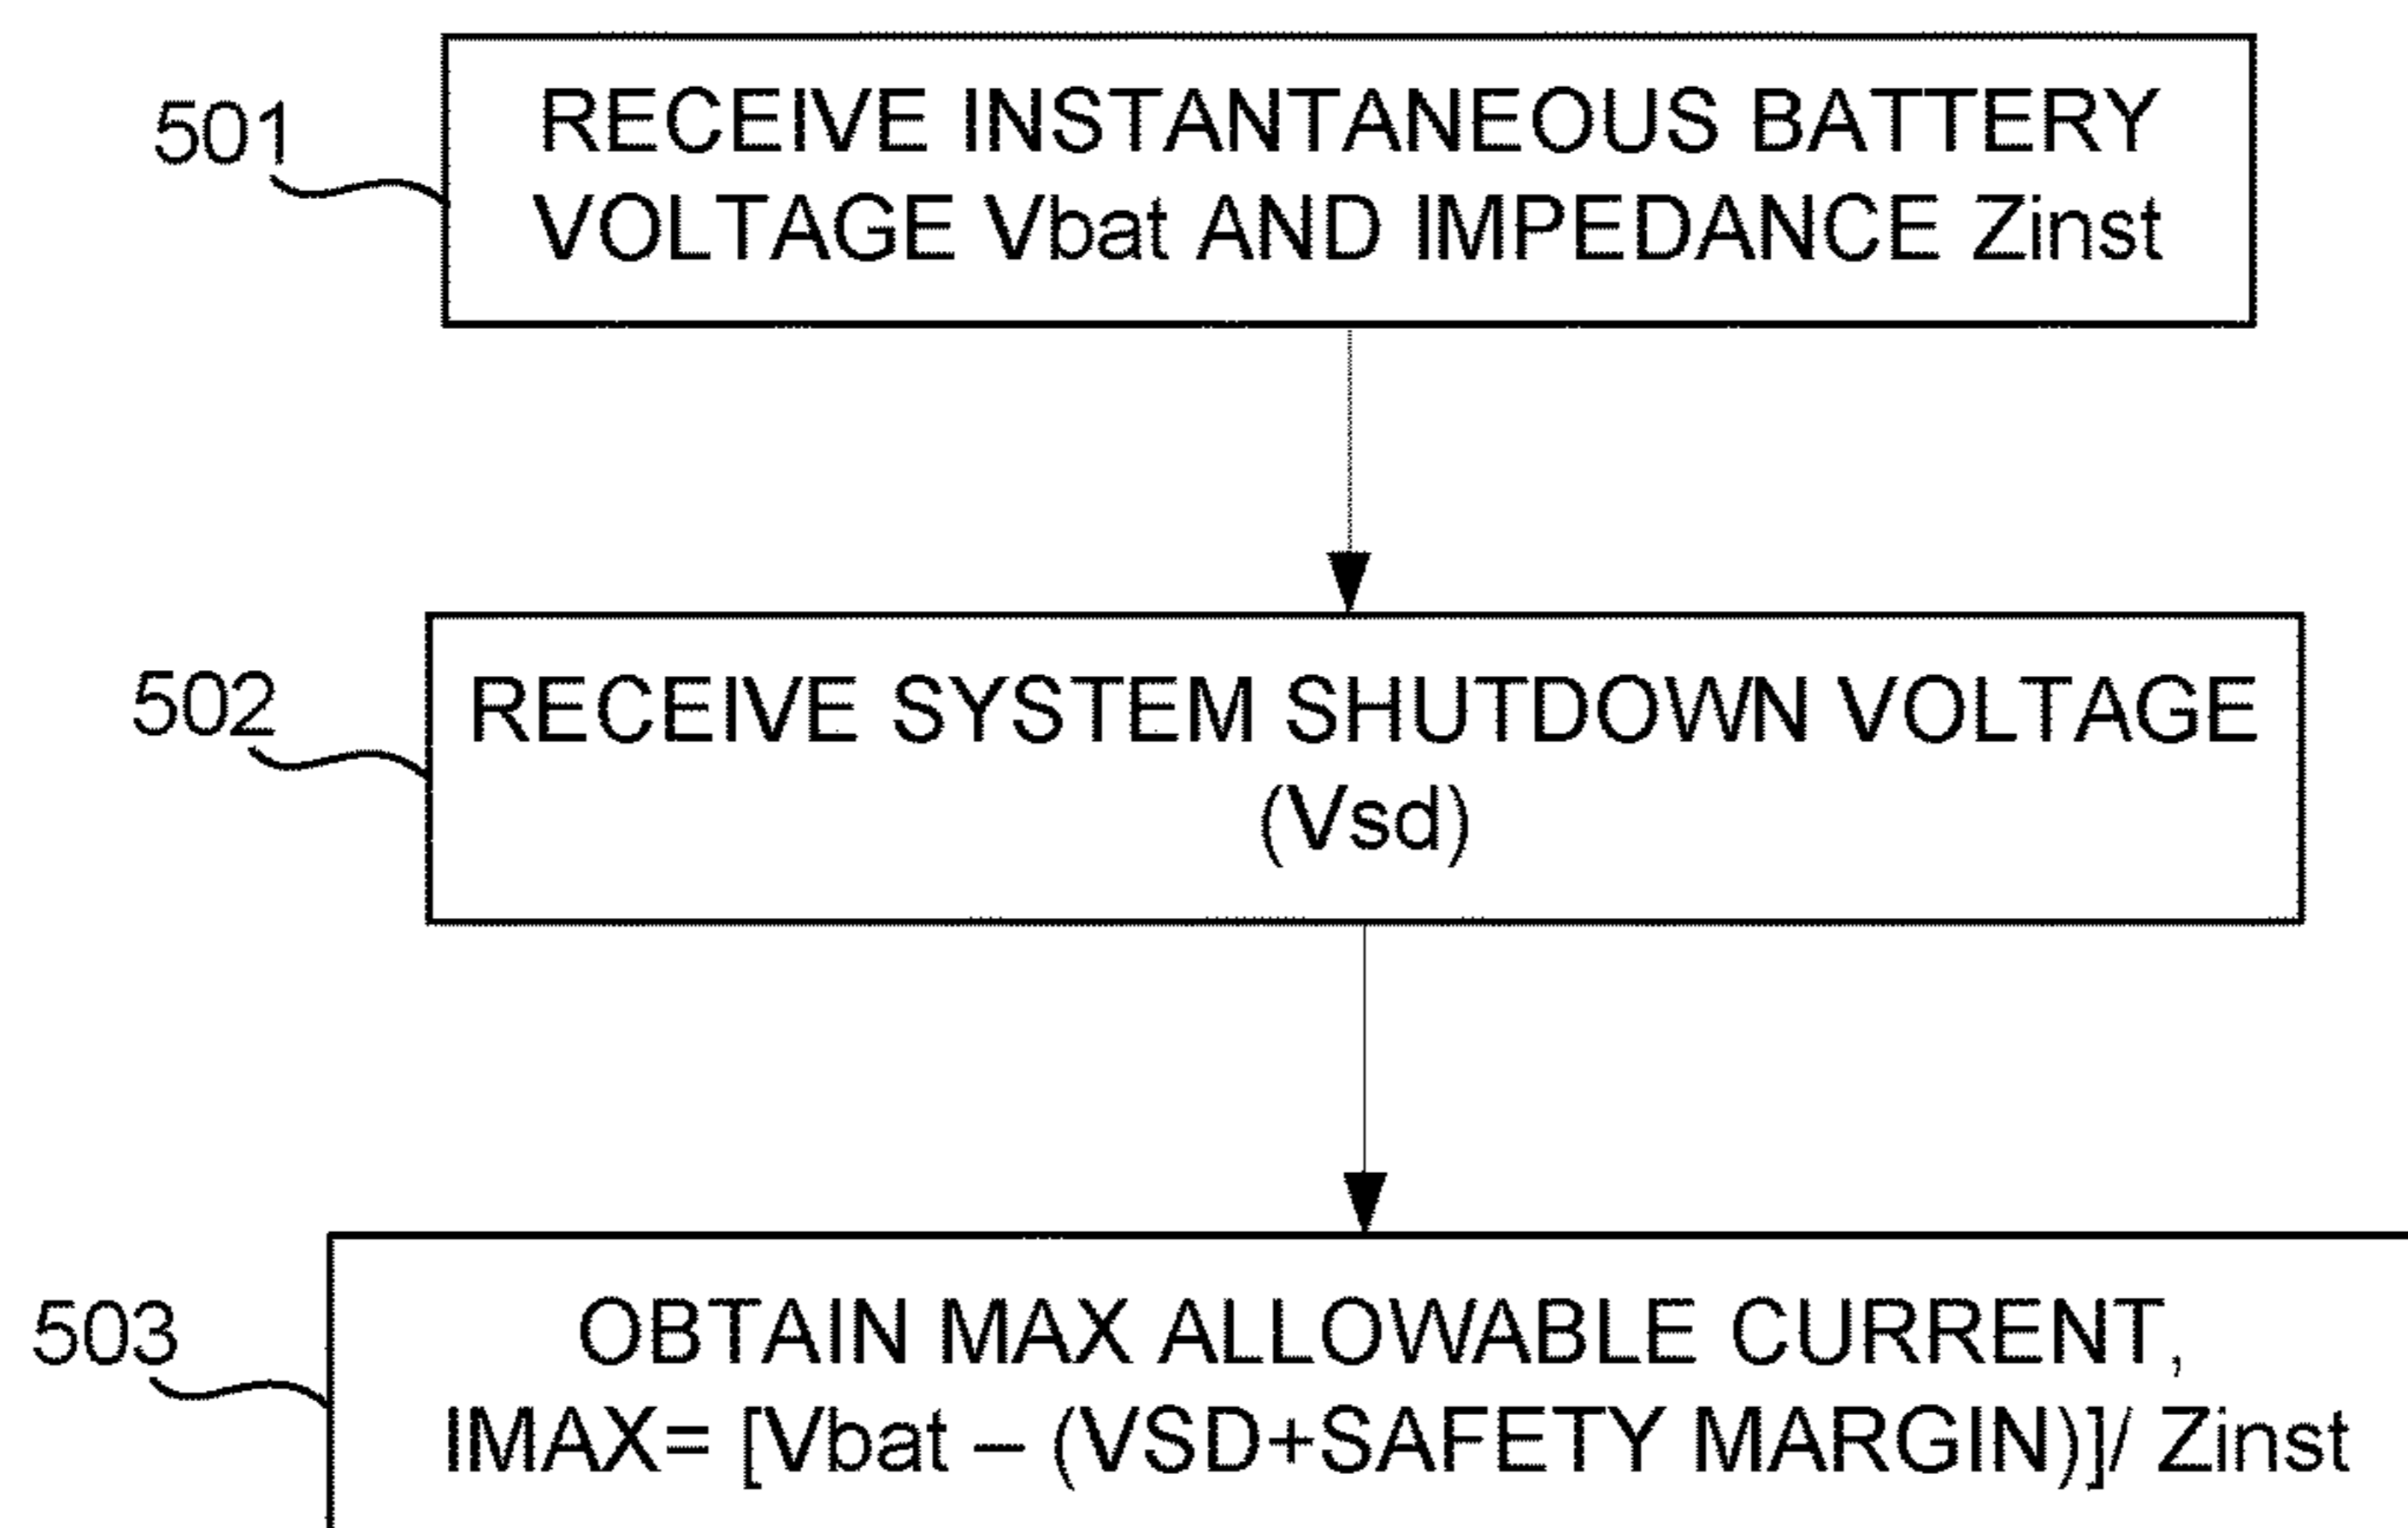 501
RECEIVE INSTANTANEOUS BATTERY
VOLTAGE Vbat AND IMPEDANCE Zinst
502
RECEIVE SYSTEM SHUTDOWN VOLTAGE
(Vsd)
503
OBTAIN MAX ALLOWABLE CURRENT,
IMAX= [Vbat – (VSD+SAFETY MARGIN)]/ Zinst